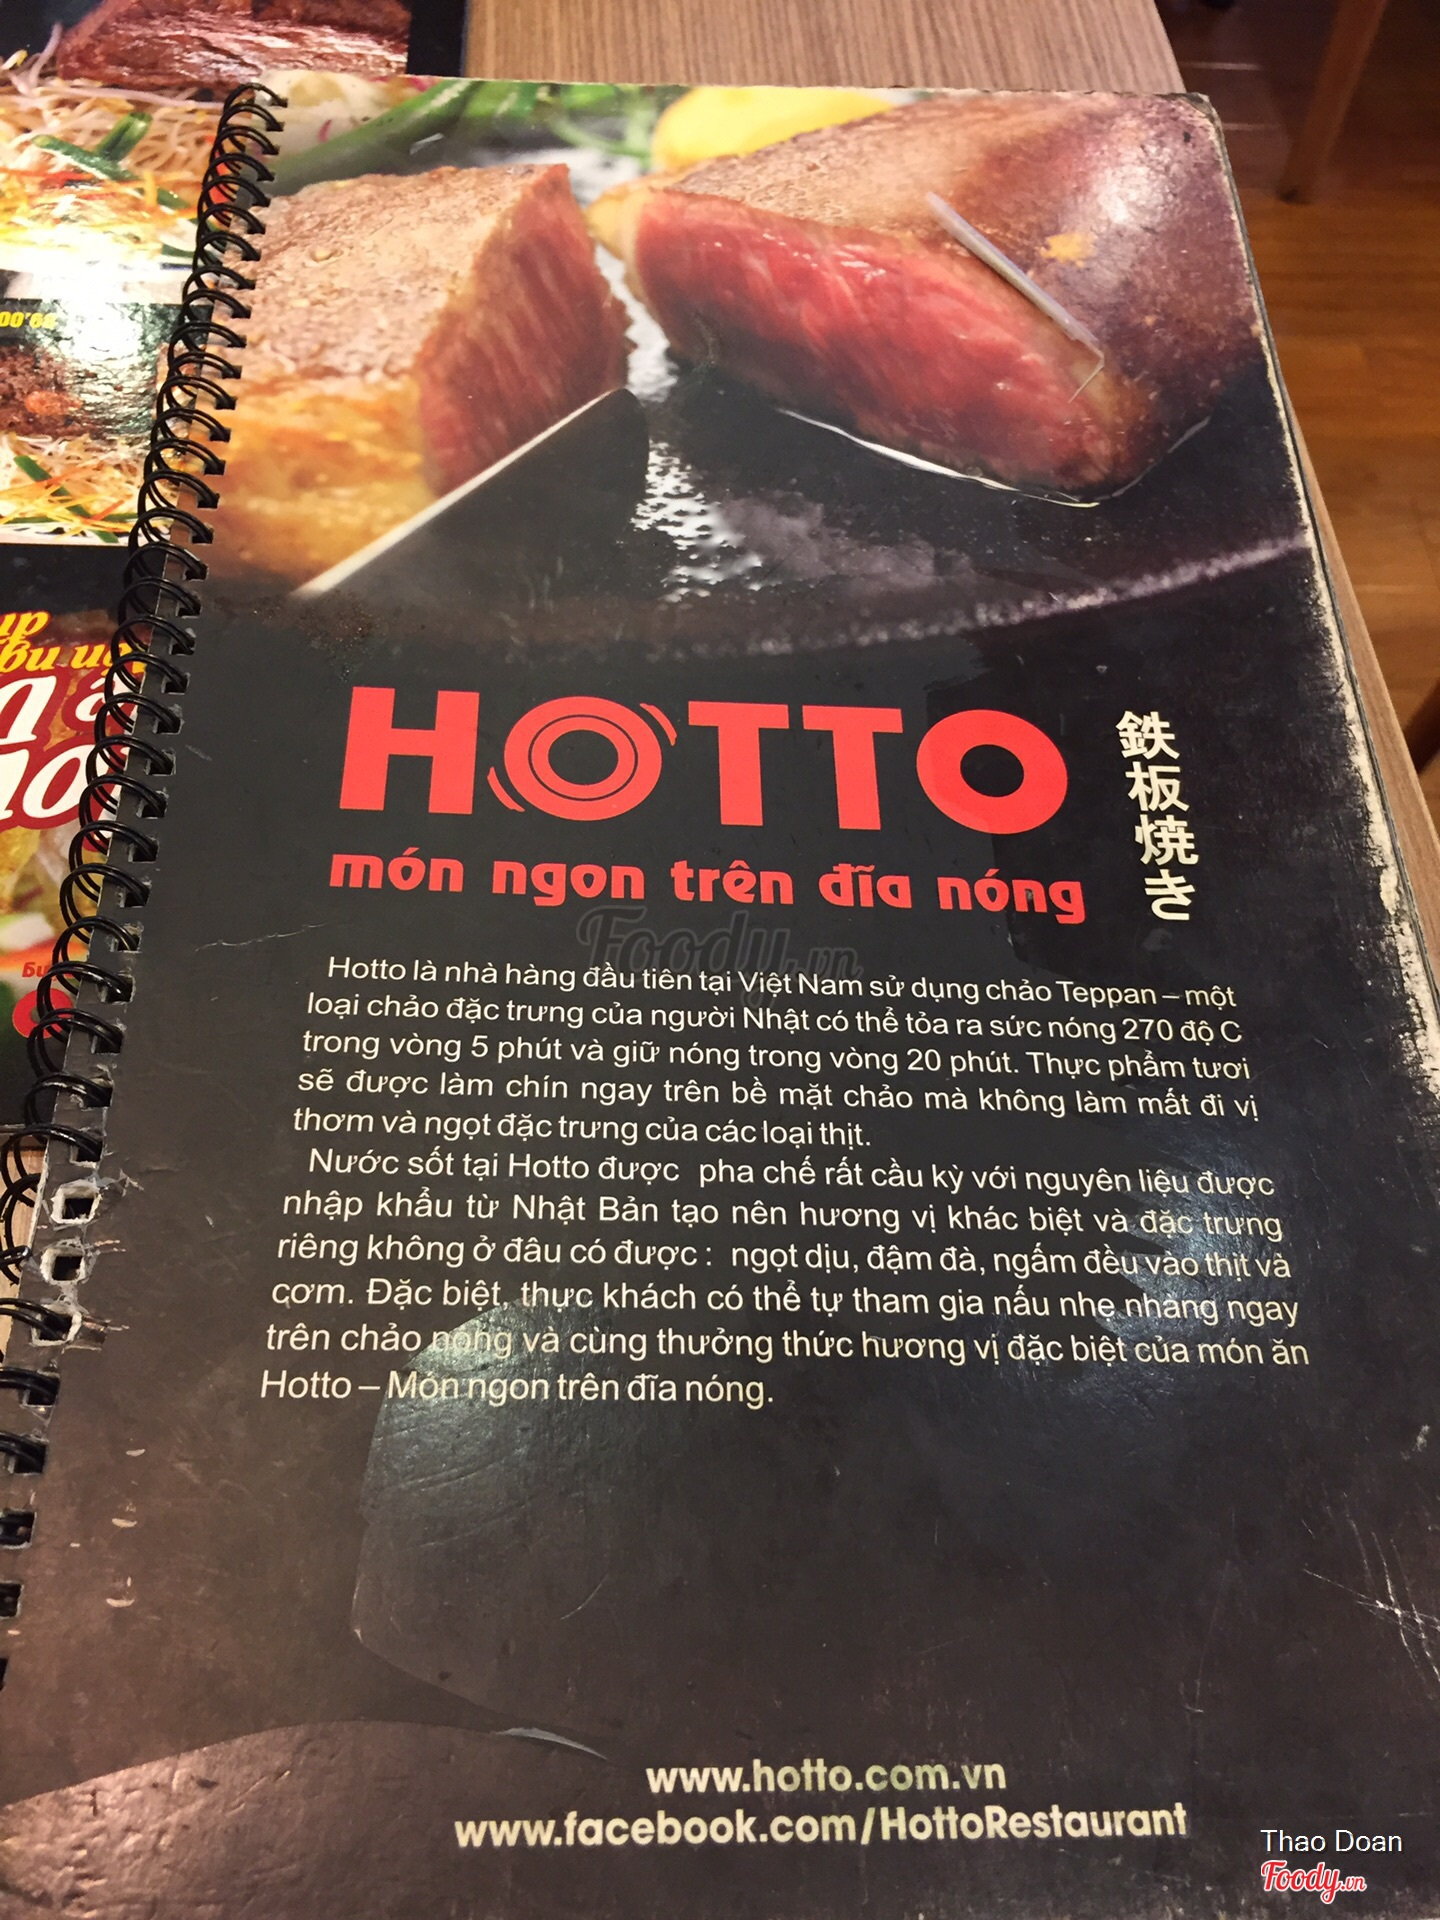 HOTTO
鉄板焼き
món ngon trên đĩa nóng
Foody.vn
Hotto là nhà hàng đầu tiên tại Việt Nam sử dụng chảo Teppan – một
loại chảo đặc trưng của người Nhật có thể tỏa ra sức nóng 270 độ C
trong vòng 5 phút và giữ nóng trong vòng 20 phút. Thực phẩm tươi
sẽ được làm chín ngay trên bề mặt chảo mà không làm mất đi vị
thơm và ngọt đặc trưng của các loại thịt.
Nước sốt tại Hotto được pha chế rất cầu kỳ với nguyên liệu được
nhập khẩu từ Nhật Bản tạo nên hương vị khác biệt và đặc trưng
riêng không ở đâu có được : ngọt dịu, đậm đà, ngấm đều vào thịt và
cơm. Đặc biệt, thực khách có thể tự tham gia nấu nhẹ nhàng ngay
trên chảo nóng và cùng thưởng thức hương vị đặc biệt của món ăn
Hotto – Món ngon trên đĩa nóng.
www.hotto.com.vn
www.facebook.com/HottoRestaurant
Thao Doan
Foody.vn